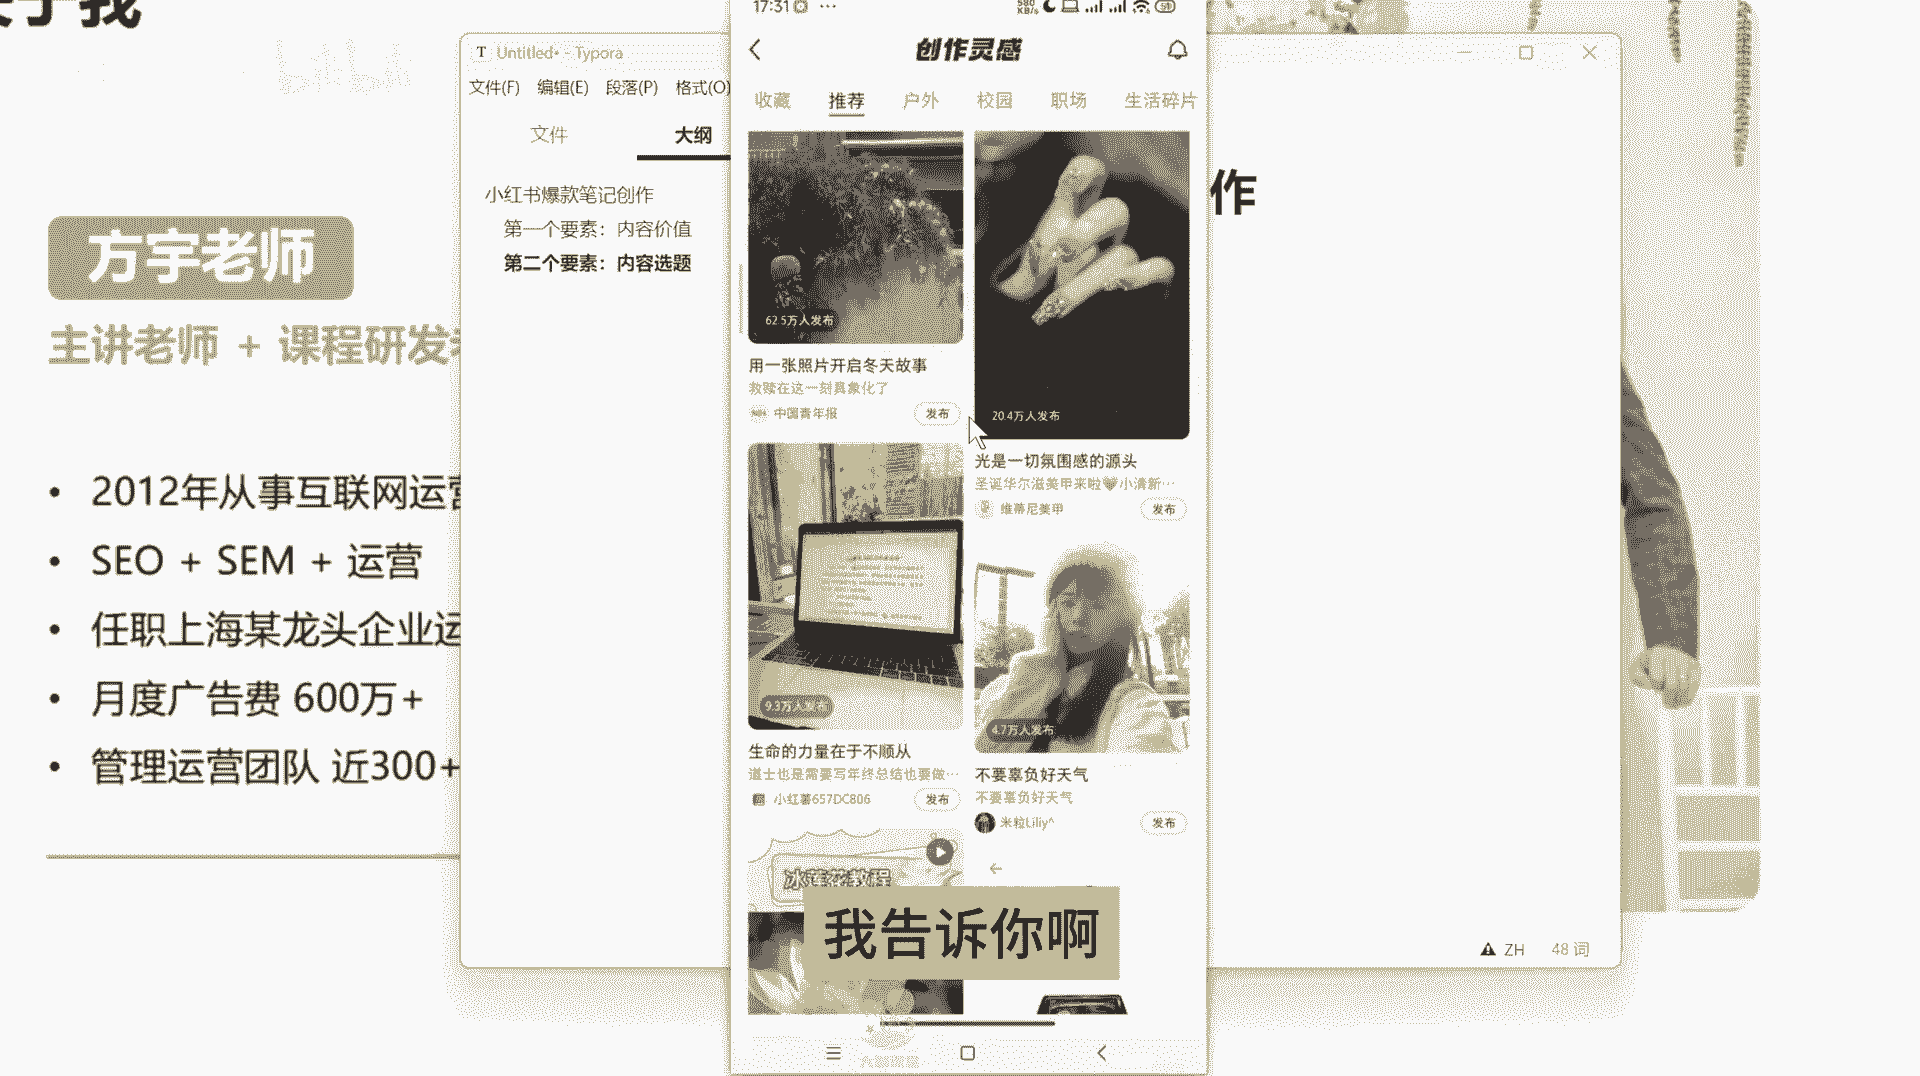 关于我
方宇老师
主讲老师 + 课程研发老
• 2012年从事互联网运营
• SEO + SEM + 运营
• 任职上海某龙头企业运
• 月度广告费 600万+
• 管理运营团队 近300+
T Untitled• - Typora
文件(F) 编辑(E) 段落(P) 格式(O)
文件 大纲
小红书爆款笔记创作
第一个要素：内容价值
第二个要素：内容选题
作
ZH 48 词
17:31 ··· 580 KB/s 51
创作灵感
收藏 推荐 户外 校园 职场 生活碎片
62.5万人发布
用一张照片开启冬天故事
救赎在这一刻具象化了
中国青年报 发布
20.4万人发布
光是一切氛围感的源头
圣诞华尔滋美甲来啦🖤小清新…
维蒂尼美甲 发布
9.3万人发布
生命的力量在于不顺从
道士也是需要写年终总结也要做…
小红薯657DC806 发布
4.7万人发布
不要辜负好天气
不要辜负好天气
米粒Liliy^ 发布
冰莲花教程
我告诉你啊